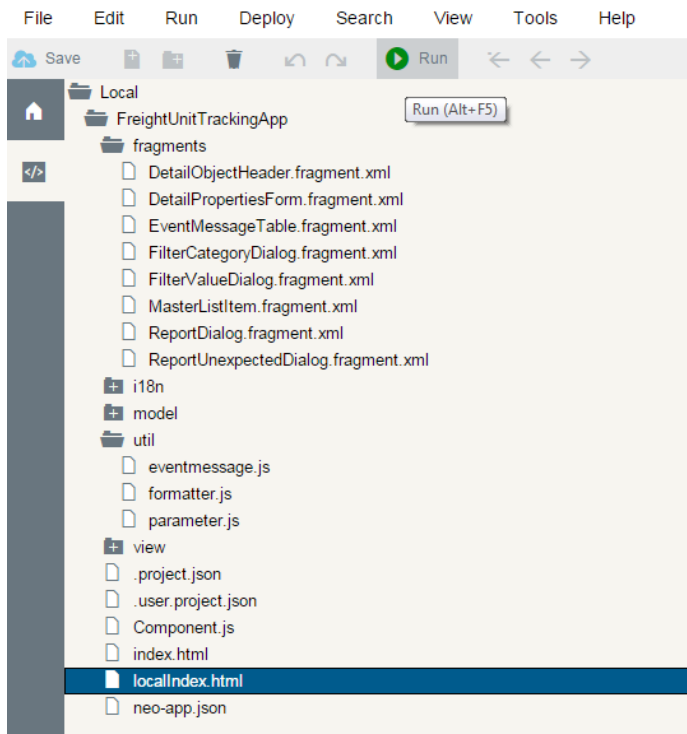 File Edit Run Deploy Search View Tools Help
Save Run
Run (Alt+F5)
Local
FreightUnitTrackingApp
fragments
</>
DetailObjectHeader.fragment.xml
DetailPropertiesForm.fragment.xml
EventMessageTable.fragment.xml
FilterCategoryDialog.fragment.xml
FilterValueDialog.fragment.xml
MasterListItem.fragment.xml
ReportDialog.fragment.xml
ReportUnexpectedDialog.fragment.xml
i18n
model
util
eventmessage.js
formatter.js
parameter.js
view
.project.json
.user.project.json
Component.js
index.html
localIndex.html
neo-app.json